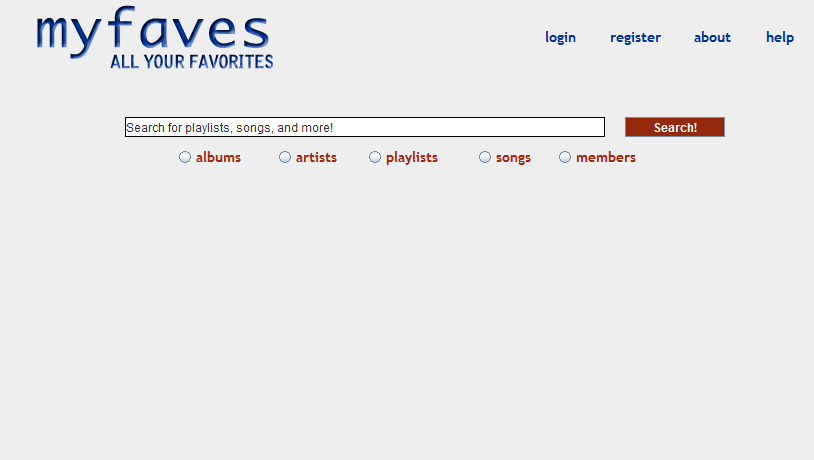 myfaves
ALL YOUR FAVORITES
login register about help
Search for playlists, songs, and more! Search!
albums artists playlists songs members